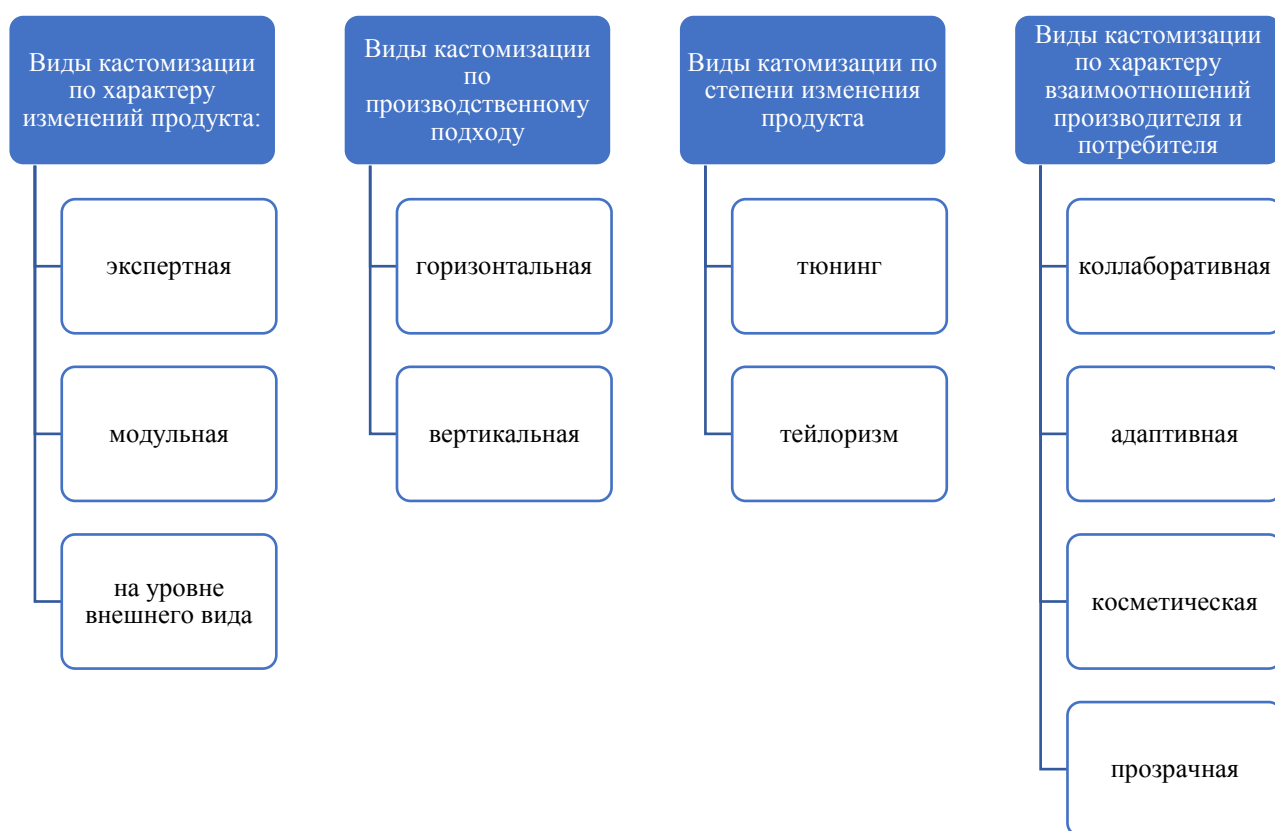 Виды кастомизации
по характеру
изменений продукта:
экспертная
модульная
на уровне
внешнего вида
Виды кастомизации
по
производственному
подходу
горизонтальная
вертикальная
Виды катомизации по
степени изменения
продукта
тюнинг
тейлоризм
Виды кастомизации
по характеру
взаимоотношений
производителя и
потребителя
коллаборативная
адаптивная
косметическая
прозрачная